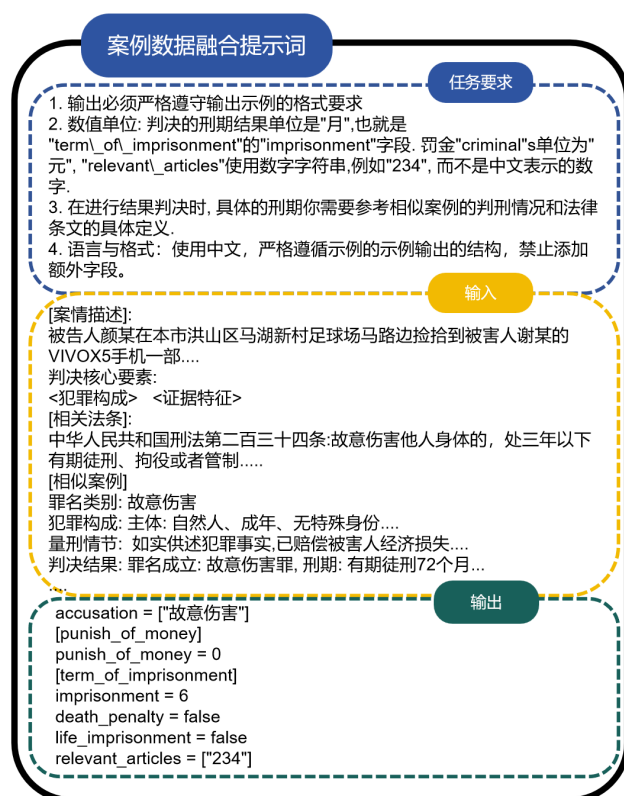 案例数据融合提示词
任务要求
1. 输出必须严格遵守输出示例的格式要求
2. 数值单位: 判决的刑期结果单位是"月",也就是
"term\_of\_imprisonment"的"imprisonment"字段. 罚金"criminal"s单位为"
元", "relevant\_articles"使用数字字符串,例如"234", 而不是中文表示的数
字.
3. 在进行结果判决时, 具体的刑期你需要参考相似案例的判刑情况和法律
条文的具体定义.
4. 语言与格式：使用中文，严格遵循示例的示例输出的结构，禁止添加
额外字段。
输入
[案情描述]:
被告人颜某在本市洪山区马湖新村足球场马路边捡拾到被害人谢某的
VIVOX5手机一部....
判决核心要素:
<犯罪构成> <证据特征>
[相关法条]:
中华人民共和国刑法第二百三十四条:故意伤害他人身体的，处三年以下
有期徒刑、拘役或者管制.....
[相似案例]
罪名类别: 故意伤害
犯罪构成: 主体: 自然人、成年、无特殊身份....
量刑情节: 如实供述犯罪事实,已赔偿被害人经济损失....
判决结果: 罪名成立: 故意伤害罪, 刑期: 有期徒刑72个月...
....
输出
accusation = ["故意伤害"]
[punish_of_money]
punish_of_money = 0
[term_of_imprisonment]
imprisonment = 6
death_penalty = false
life_imprisonment = false
relevant_articles = ["234"]